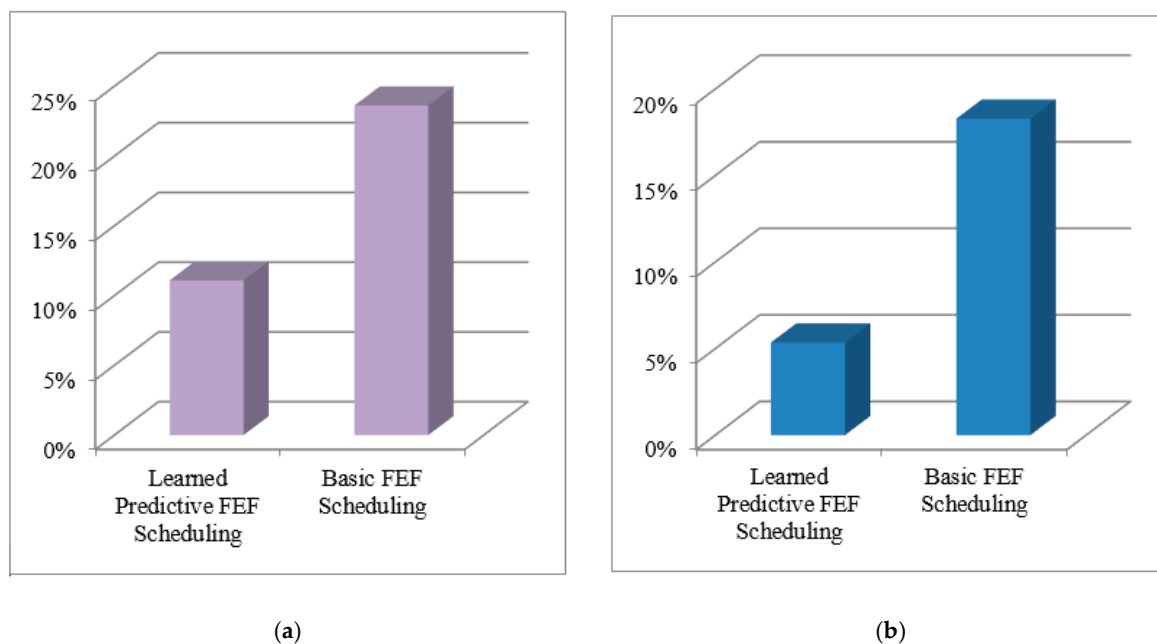 25%
20%
15%
10%
5%
0%
Learned
Predictive FEF
Scheduling
Basic FEF
Scheduling
(a)
20%
15%
10%
5%
0%
Learned
Predictive FEF
Scheduling
Basic FEF
Scheduling
(b)